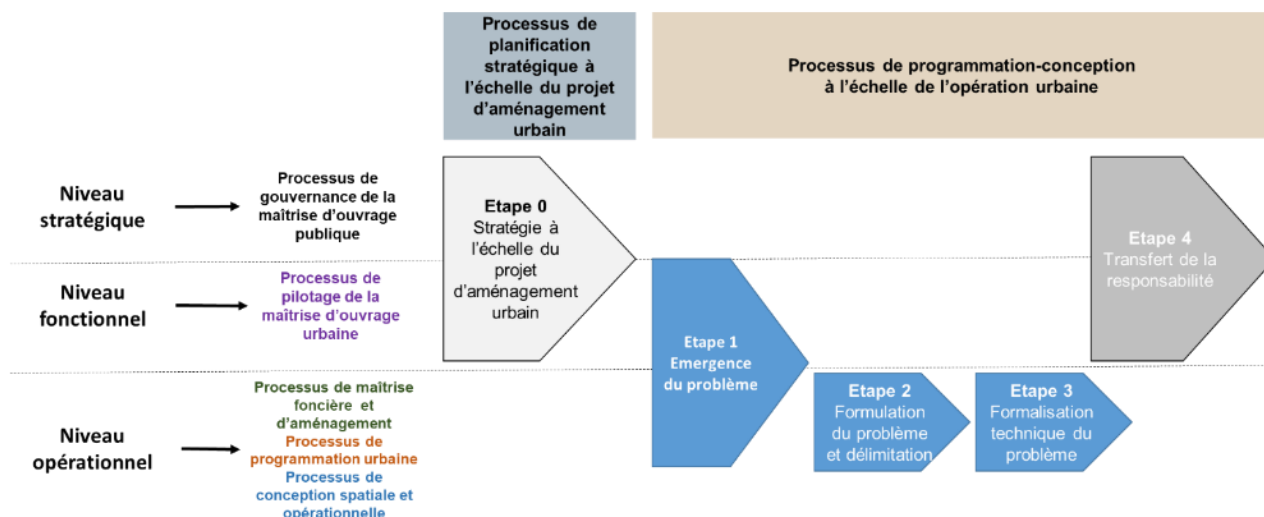 Processus de
planification
stratégique à
l'échelle du projet
d'aménagement
urbain
Processus de programmation-conception
à l'échelle de l'opération urbaine
Niveau
stratégique
Processus de
gouvernance de la
maîtrise d'ouvrage
publique
Etape 0
Stratégie à
l'échelle du
projet
d'aménagement
urbain
Etape 4
Transfert de la
responsabilité
Niveau
fonctionnel
Processus de
pilotage de la
maîtrise d'ouvrage
urbaine
Etape 1
Emergence
du problème
Niveau
opérationnel
Processus de maîtrise
foncière et
d'aménagement
Processus de
programmation urbaine
Processus de
conception spatiale et
opérationnelle
Etape 2
Formulation
du problème
et délimitation
Etape 3
Formalisation
technique du
problème